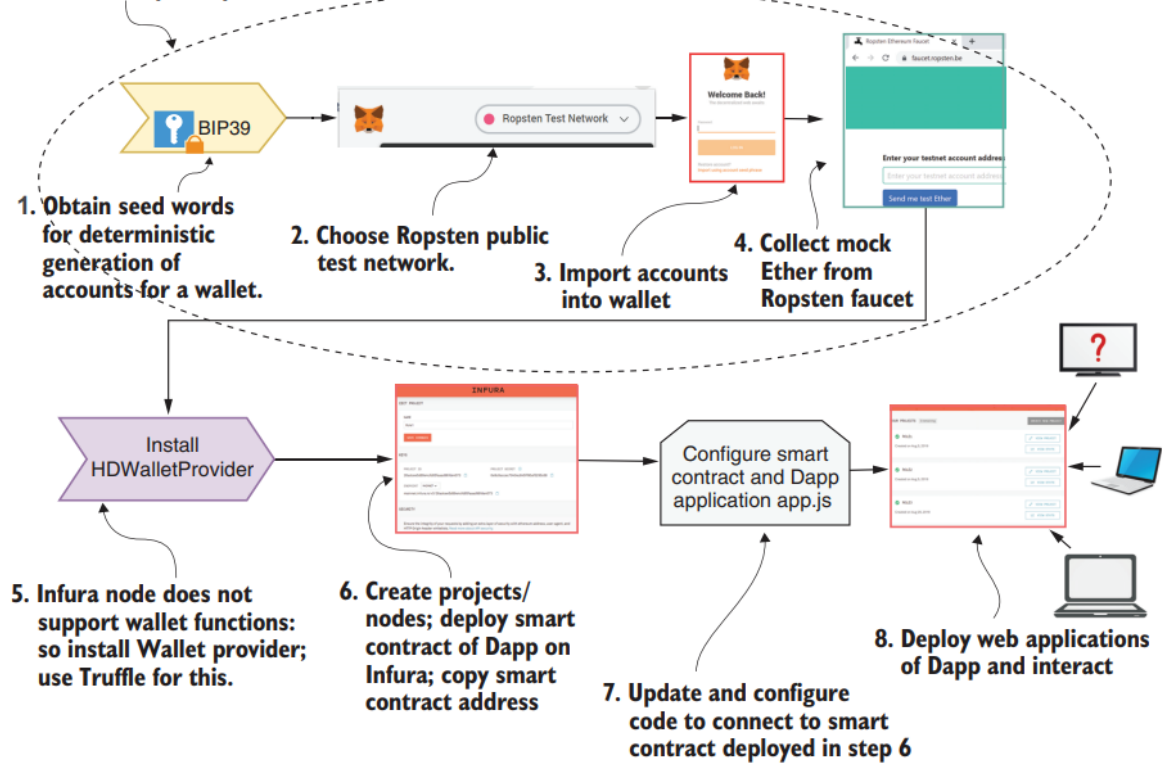 BIP39
Ropsten Test Network
Welcome Back!
The decentralized web awaits
Ropsten Ethereum Faucet
faucet.ropsten.be
Enter your testnet account address
Enter your testnet account address
Send me test Ether
1. Obtain seed words
for deterministic
generation of
accounts for a wallet.
2. Choose Ropsten public
test network.
3. Import accounts
into wallet
4. Collect mock
Ether from
Ropsten faucet
Install
HDWalletProvider
INFURA
Configure smart
contract and Dapp
application app.js
?
5. Infura node does not
support wallet functions:
so install Wallet provider;
use Truffle for this.
6. Create projects/
nodes; deploy smart
contract of Dapp on
Infura; copy smart
contract address
7. Update and configure
code to connect to smart
contract deployed in step 6
8. Deploy web applications
of Dapp and interact